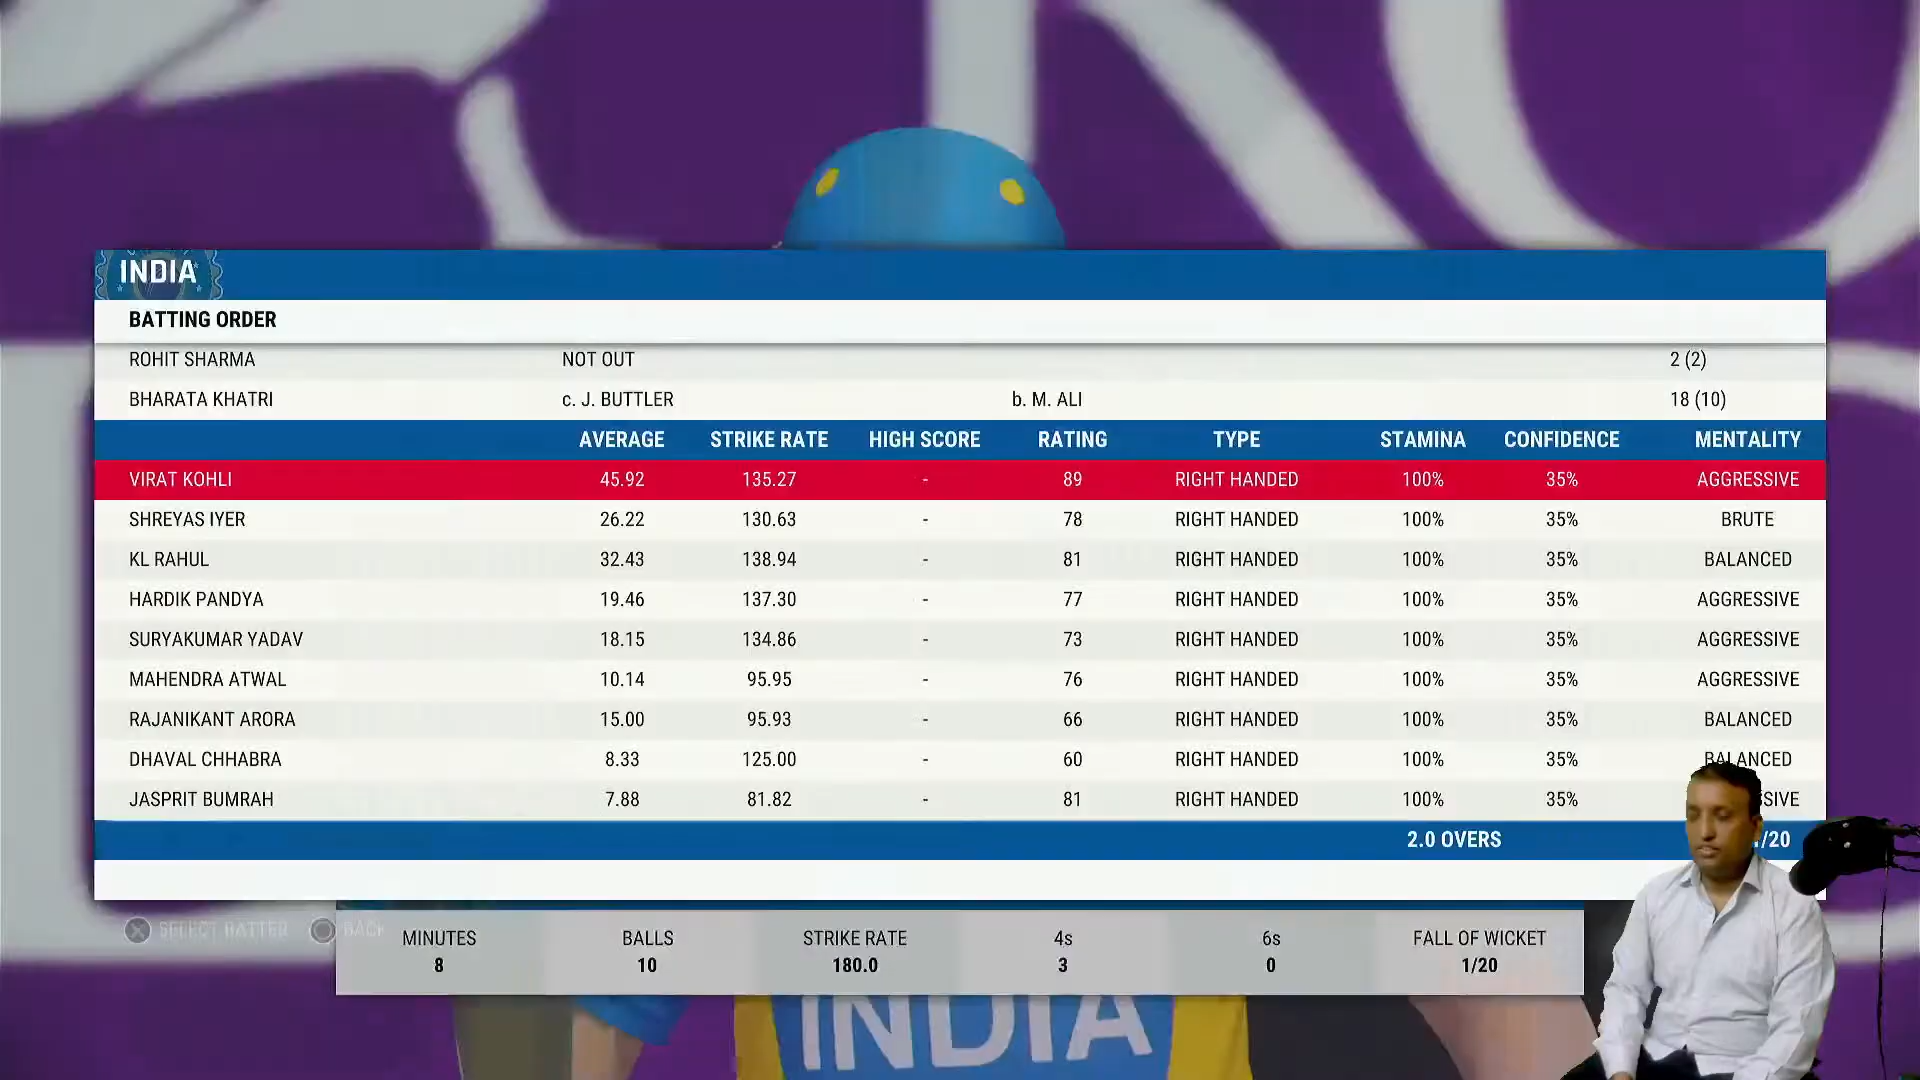 INDIA
BATTING ORDER
ROHIT SHARMA NOT OUT 2 (2)
BHARATA KHATRI c. J. BUTTLER b. M. ALI 18 (10)
AVERAGE STRIKE RATE HIGH SCORE RATING TYPE STAMINA CONFIDENCE MENTALITY
VIRAT KOHLI 45.92 135.27 - 89 RIGHT HANDED 100% 35% AGGRESSIVE
SHREYAS IYER 26.22 130.63 - 78 RIGHT HANDED 100% 35% BRUTE
KL RAHUL 32.43 138.94 - 81 RIGHT HANDED 100% 35% BALANCED
HARDIK PANDYA 19.46 137.30 - 77 RIGHT HANDED 100% 35% AGGRESSIVE
SURYAKUMAR YADAV 18.15 134.86 - 73 RIGHT HANDED 100% 35% AGGRESSIVE
MAHENDRA ATWAL 10.14 95.95 - 76 RIGHT HANDED 100% 35% AGGRESSIVE
RAJANIKANT ARORA 15.00 95.93 - 66 RIGHT HANDED 100% 35% BALANCED
DHAVAL CHHABRA 8.33 125.00 - 60 RIGHT HANDED 100% 35% BALANCED
JASPRIT BUMRAH 7.88 81.82 - 81 RIGHT HANDED 100% 35%
2.0 OVERS /20
SELECT BATTER BACK
MINUTES BALLS STRIKE RATE 4s 6s FALL OF WICKET
8 10 180.0 3 0 1/20
INDIA